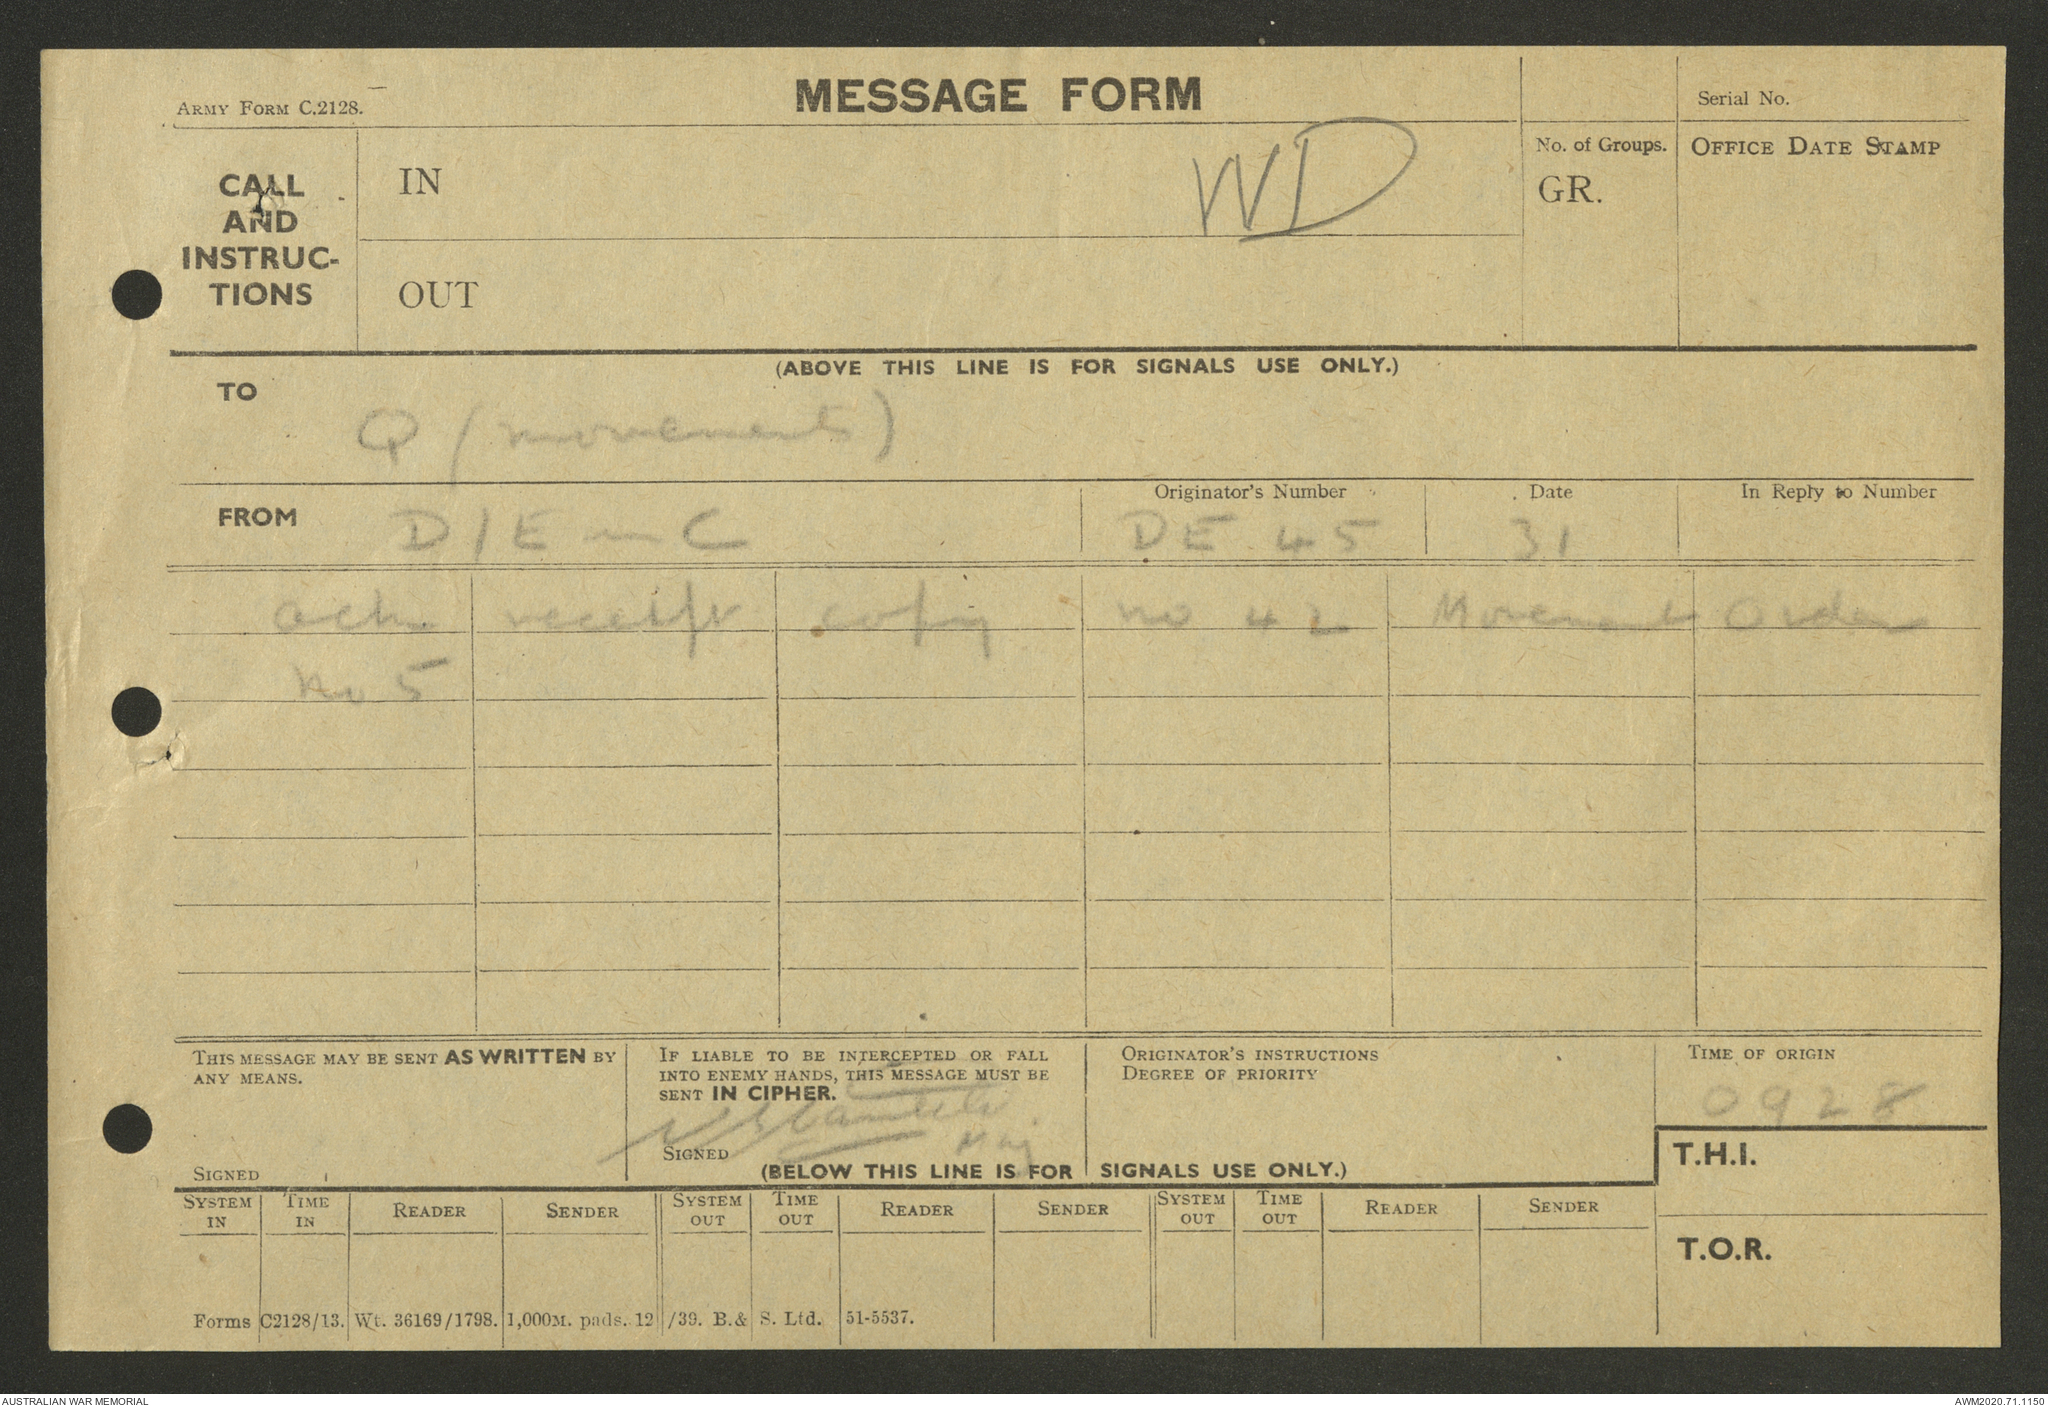 ARMY FORM C.2128.
MESSAGE FORM
Serial No.
CALL
AND
INSTRUC-
TIONS
IN
WD
No. of Groups.
GR.
OFFICE DATE STAMP
OUT
(ABOVE THIS LINE IS FOR SIGNALS USE ONLY.)
TO
Q (movements)
FROM
D/E in C
Originator's Number
DE 45
Date
31
In Reply to Number
ack receipt copy no 42 Movement Order
no 5
THIS MESSAGE MAY BE SENT AS WRITTEN BY
ANY MEANS.
SIGNED
IF LIABLE TO BE INTERCEPTED OR FALL
INTO ENEMY HANDS, THIS MESSAGE MUST BE
SENT IN CIPHER.
Maj
SIGNED
ORIGINATOR'S INSTRUCTIONS
DEGREE OF PRIORITY
TIME OF ORIGIN
0928
T.H.I.
(BELOW THIS LINE IS FOR SIGNALS USE ONLY.)
SYSTEM IN TIME IN READER SENDER SYSTEM OUT TIME OUT READER SENDER SYSTEM OUT TIME OUT READER SENDER
T.O.R.
Forms C2128/13. Wt. 36169/1798. 1,000M. pads. 12/39. B.& S. Ltd. 51-5537.
AUSTRALIAN WAR MEMORIAL
AWM2020.71.1150